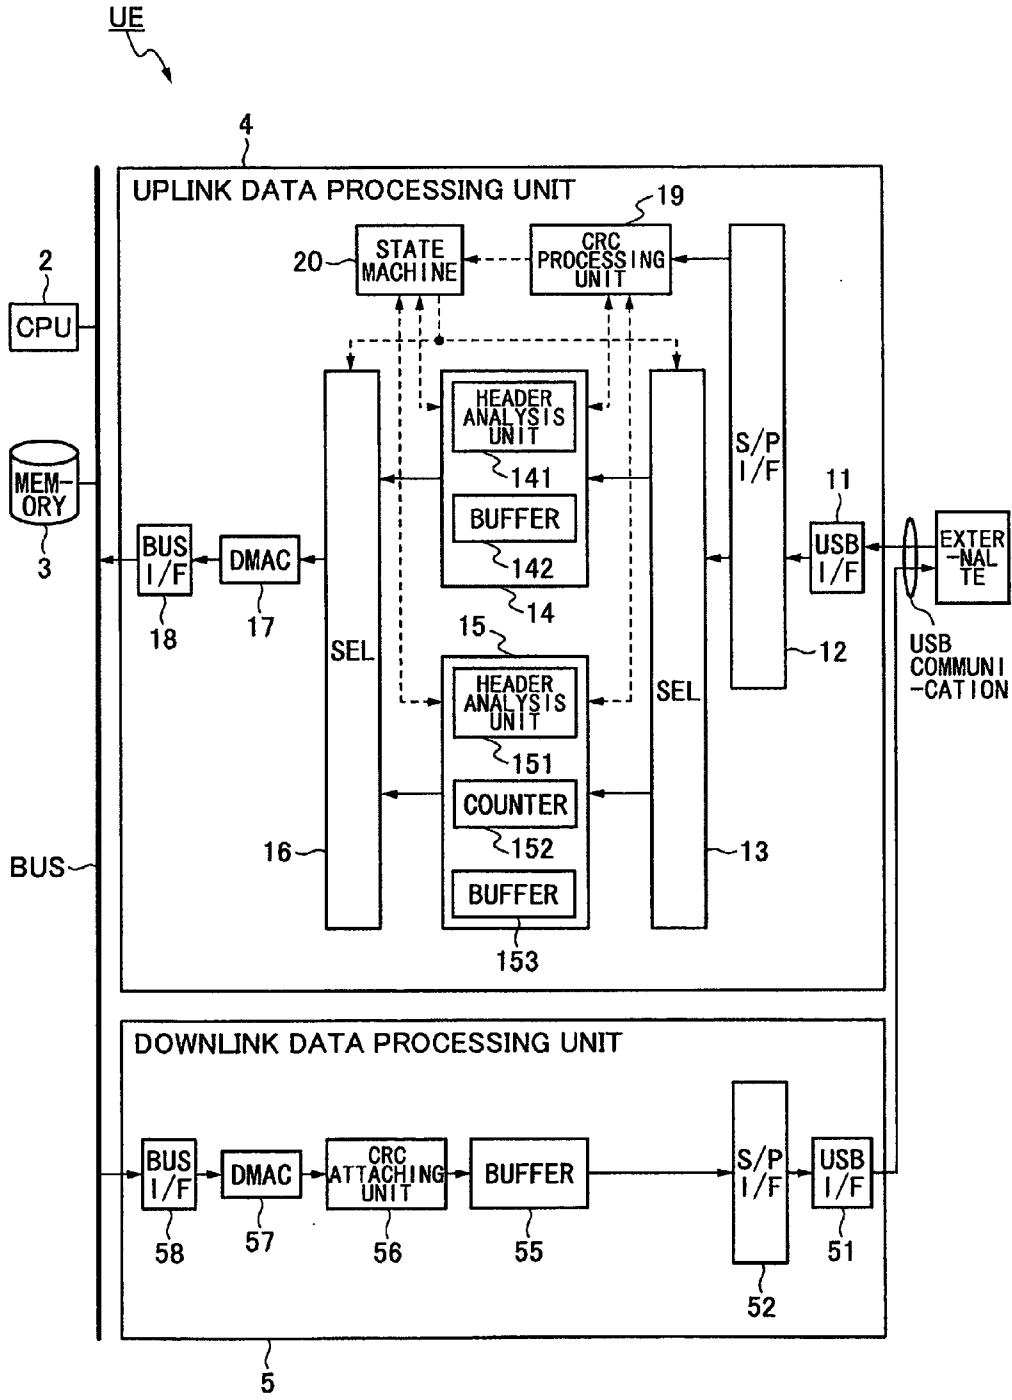 UE
4
UPLINK DATA PROCESSING UNIT
19
STATE
MACHINE
20
CRC
PROCESSING
UNIT
2
CPU
HEADER
ANALYSIS
UNIT
141
S/P
I/F
MEM-
ORY
3
BUFFER
142
14
11
USB
I/F
EXTER
-NAL
TE
BUS
I/F
18
DMAC
17
15
SEL
SEL
12
USB
COMMUNI
-CATION
HEADER
ANALYSIS
UNIT
151
COUNTER
152
16
13
BUS
BUFFER
153
DOWNLINK DATA PROCESSING UNIT
BUS
I/F
58
DMAC
57
CRC
ATTACHING
UNIT
56
BUFFER
55
S/P
I/F
52
USB
I/F
51
5